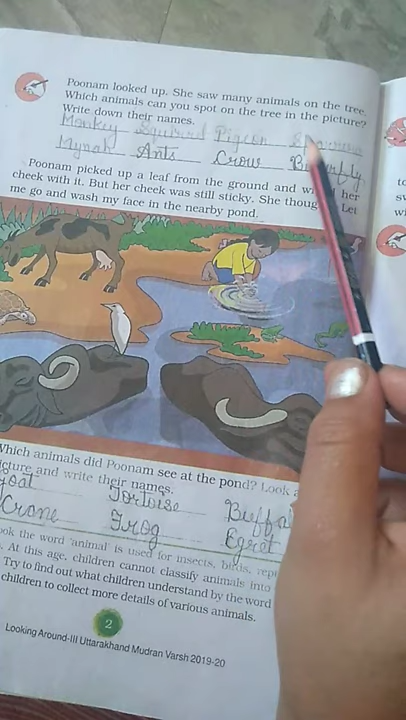 Poonam looked up. She saw many animals on the tree.
Which animals can you spot on the tree in the picture?
Write down their names.
Monkey Squirrel Pigeon
Mynah Ants Crow
Poonam picked up a leaf from the ground and her
cheek with it. But her cheek was still sticky. She Let
me go and wash my face in the nearby pond.
Which animals did Poonam see at the pond? Look
icture and write their names.
Goat Tortoise
Crane Frog Egret
ook the word 'animal' is used for insects, birds,
. At this age, children cannot classify animals into
Try to find out what children understand by the word
children to collect more details of various animals.
2
Looking Around-III Uttarakhand Mudran Varsh 2019-20